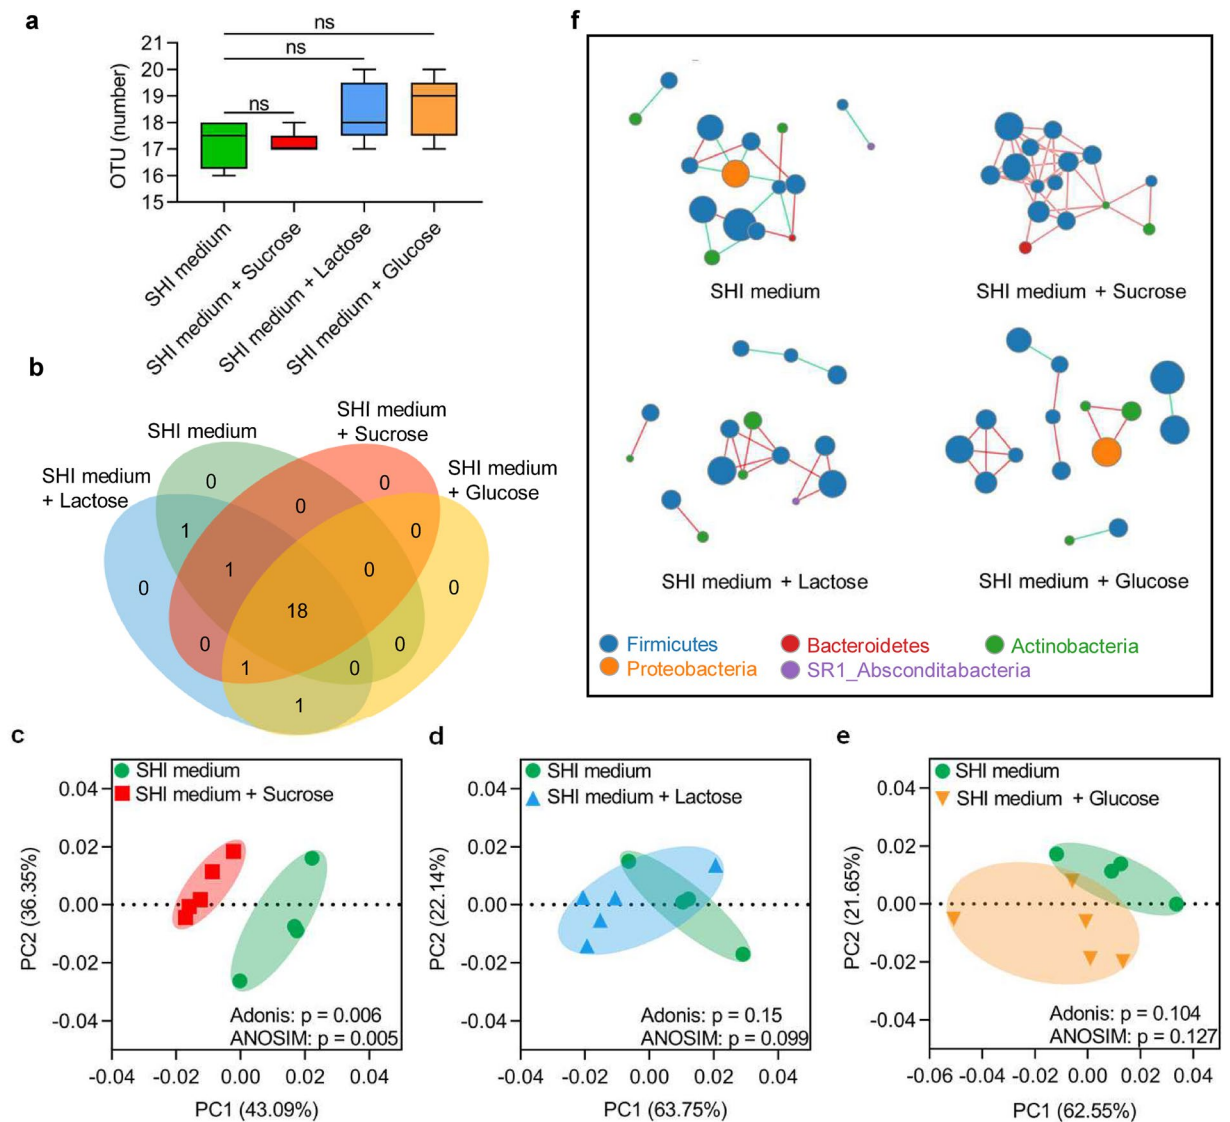 a
ns
ns
ns
21
20
19
18
17
16
15
OTU (number)
SHI medium
SHI medium + Sucrose
SHI medium + Lactose
SHI medium + Glucose
b
SHI medium
+ Lactose
SHI medium
SHI medium
+ Sucrose
SHI medium
+ Glucose
0
0
0
1
0
1
0
0
0
18
0
0
1
0
1
c
SHI medium
SHI medium + Sucrose
0.04
0.02
0.00
-0.02
-0.04
PC2 (36.35%)
Adonis: p = 0.006
ANOSIM: p = 0.005
-0.04 -0.02 0.00 0.02 0.04
PC1 (43.09%)
d
SHI medium
SHI medium + Lactose
0.04
0.02
0.00
-0.02
-0.04
PC2 (22.14%)
Adonis: p = 0.15
ANOSIM: p = 0.099
-0.04 -0.02 0.00 0.02 0.04
PC1 (63.75%)
e
SHI medium
SHI medium + Glucose
0.04
0.02
0.00
-0.02
-0.04
PC2 (21.65%)
Adonis: p = 0.104
ANOSIM: p = 0.127
-0.06 -0.04 -0.02 0.00 0.02 0.04
PC1 (62.55%)
f
SHI medium
SHI medium + Sucrose
SHI medium + Lactose
SHI medium + Glucose
Firmicutes
Bacteroidetes
Actinobacteria
Proteobacteria
SR1_Absconditabacteria